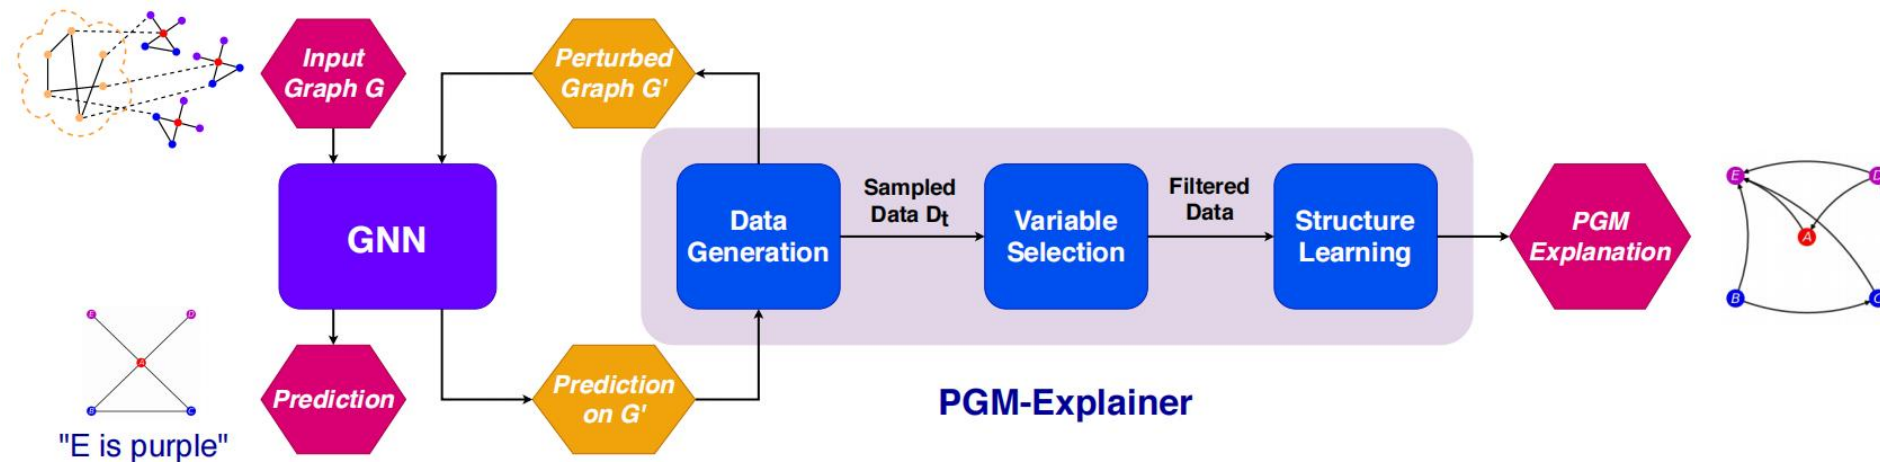 Input
Graph G
Perturbed
Graph G'
GNN
Data
Generation
Sampled
Data Dt
Variable
Selection
Filtered
Data
Structure
Learning
PGM
Explanation
E
D
A
B
C
E
D
A
B
C
"E is purple"
Prediction
Prediction
on G'
PGM-Explainer